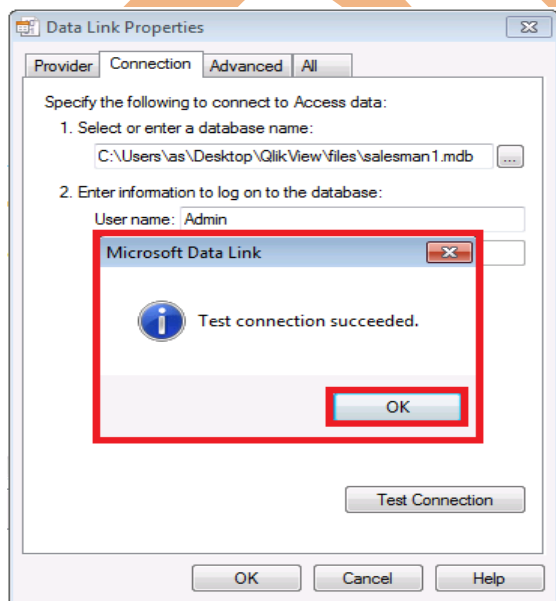 Data Link Properties
Provider Connection Advanced All
Specify the following to connect to Access data:
1. Select or enter a database name:
C:\Users\as\Desktop\QlikView\files\salesman1.mdb ...
2. Enter information to log on to the database:
User name: Admin
Microsoft Data Link
Test connection succeeded.
OK
Test Connection
OK Cancel Help